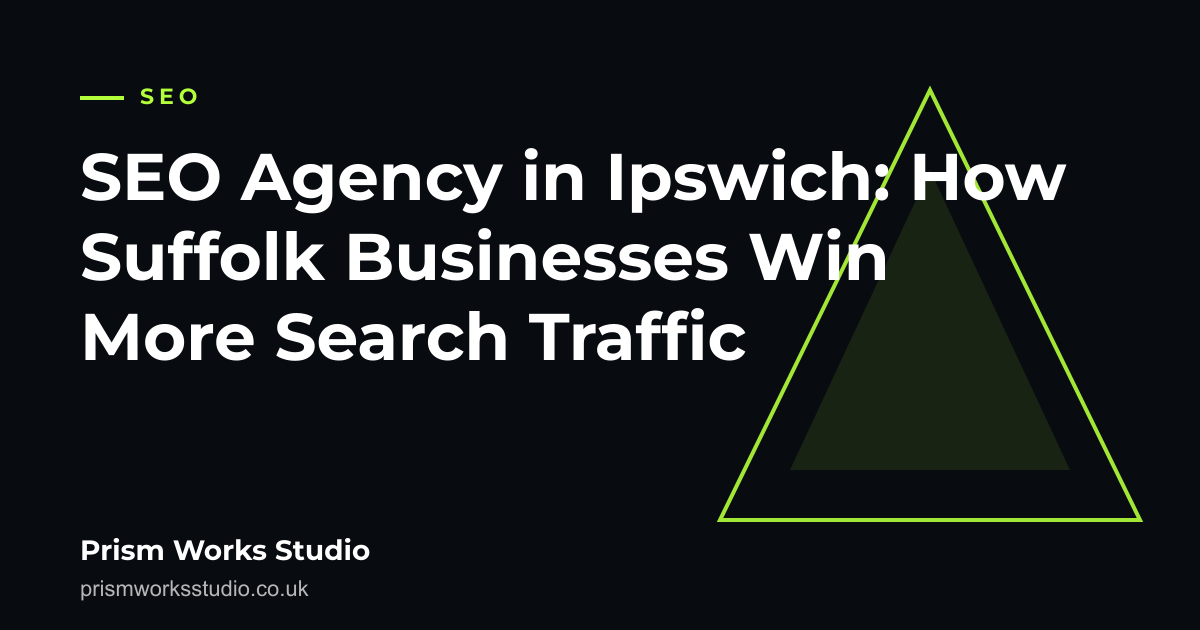 SEO
SEO Agency in Ipswich: How
Suffolk Businesses Win
More Search Traffic
Prism Works Studio
prismworksstudio.co.uk